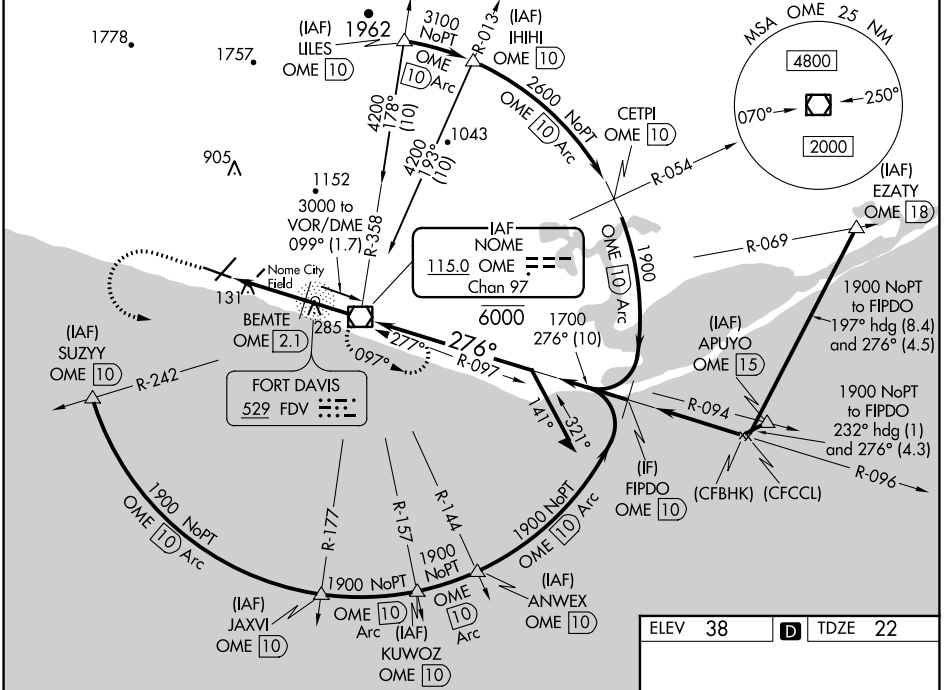 1778
1757
(IAF)
LILES
OME 10
1962
3100
NoPT
OME
10 Arc
R-013
(IAF)
IHIHI
OME 10
MSA OME 25 NM
4800
070°
250°
2000
4200
178°
(10)
4200
193°
(10)
1043
2600 NoPT
OME 10 Arc
CETPI
OME 10
R-054
905
1152
3000 to
VOR/DME
099° (1.7)
R-358
IAF
NOME
115.0 OME
Chan 97
6000
1900
OME 10 Arc
(IAF)
EZATY
OME 18
R-069
1900 NoPT
to FIPDO
197° hdg (8.4)
and 276° (4.5)
Nome City
Field
131
BEMTE
OME 2.1
285
276°
277°
R-097
097°
1700
276° (10)
(IAF)
APUYO
OME 15
R-094
1900 NoPT
to FIPDO
232° hdg (1)
and 276° (4.3)
R-096
(IAF)
SUZYY
OME 10
R-242
FORT DAVIS
529 FDV
141°
321°
(IF)
FIPDO
OME 10
(CFBHK)
(CFCCL)
1900 NoPT
OME 10 Arc
R-177
R-157
R-144
1900 NoPT
OME 10 Arc
(IAF)
JAXVI
OME 10
1900 NoPT
OME 10
Arc
(IAF)
KUWOZ
OME 10
1900
NoPT
OME
10
Arc
(IAF)
ANWEX
OME 10
ELEV 38
D
TDZE 22